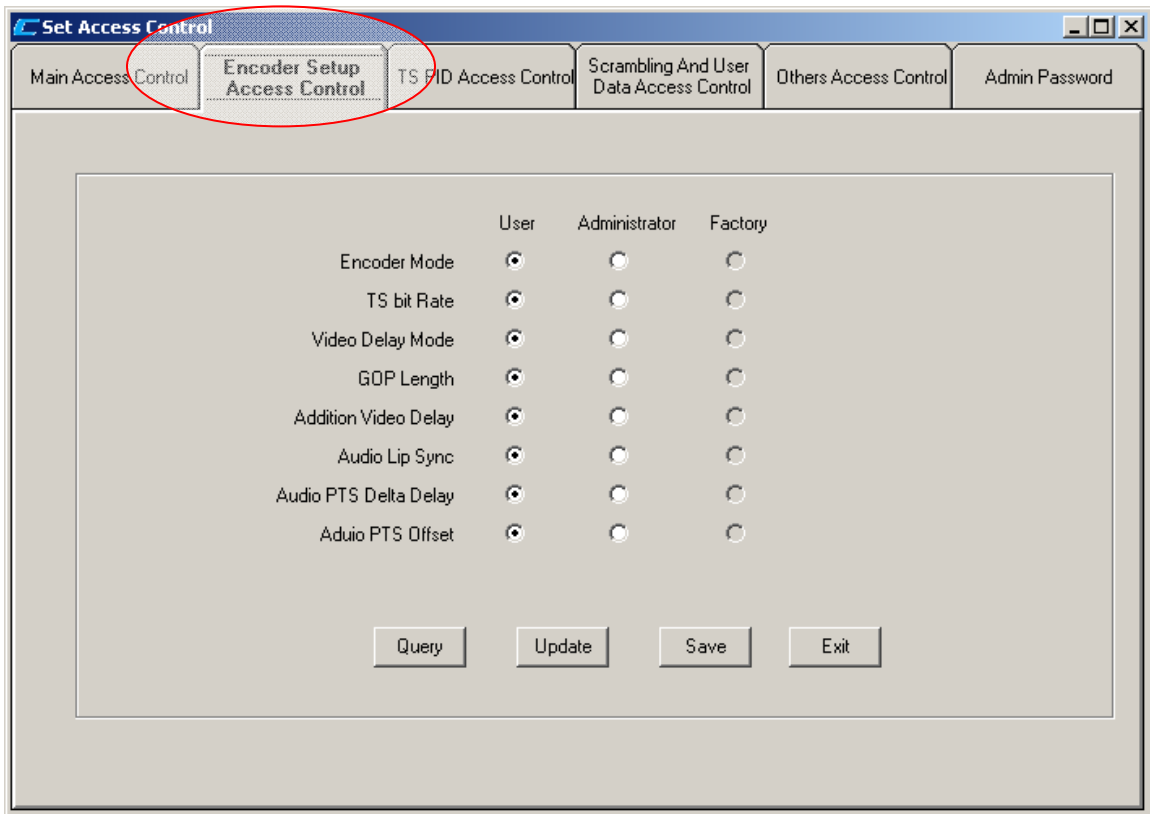 Set Access Control
Main Access Control
Encoder Setup
Access Control
TS PID Access Control
Scrambling And User
Data Access Control
Others Access Control
Admin Password
User Administrator Factory
Encoder Mode
TS bit Rate
Video Delay Mode
GOP Length
Addition Video Delay
Audio Lip Sync
Audio PTS Delta Delay
Aduio PTS Offset
Query Update Save Exit